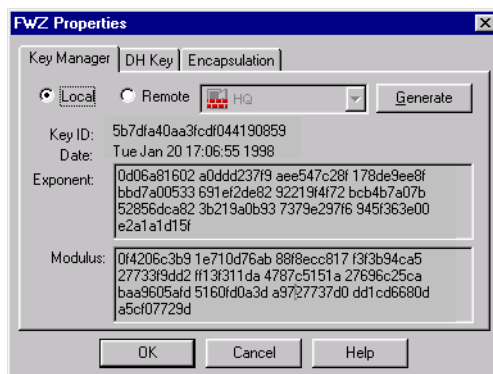 FWZ Properties
Key Manager
DH Key
Encapsulation
Local
Remote
HQ
Generate
Key ID: 5b7dfa40aa3fcdf044190859
Date: Tue Jan 20 17:06:55 1998
Exponent:
0d06a81602 a0ddd237f9 aee547c28f 178de9ee8f
bbd7a00533 691ef2de82 92219f4f72 bcb4b7a07b
52856dca82 3b219a0b93 7379e297f6 945f363e00
e2a1a1d15f
Modulus:
0f4206c3b9 1e710d76ab 88f8ecc817 f3f3b94ca5
27733f9dd2 ff13f311da 4787c5151a 27696c25ca
baa9605afd 5160fd0a3d a9727737d0 dd1cd6680d
a5cf07729d
OK
Cancel
Help